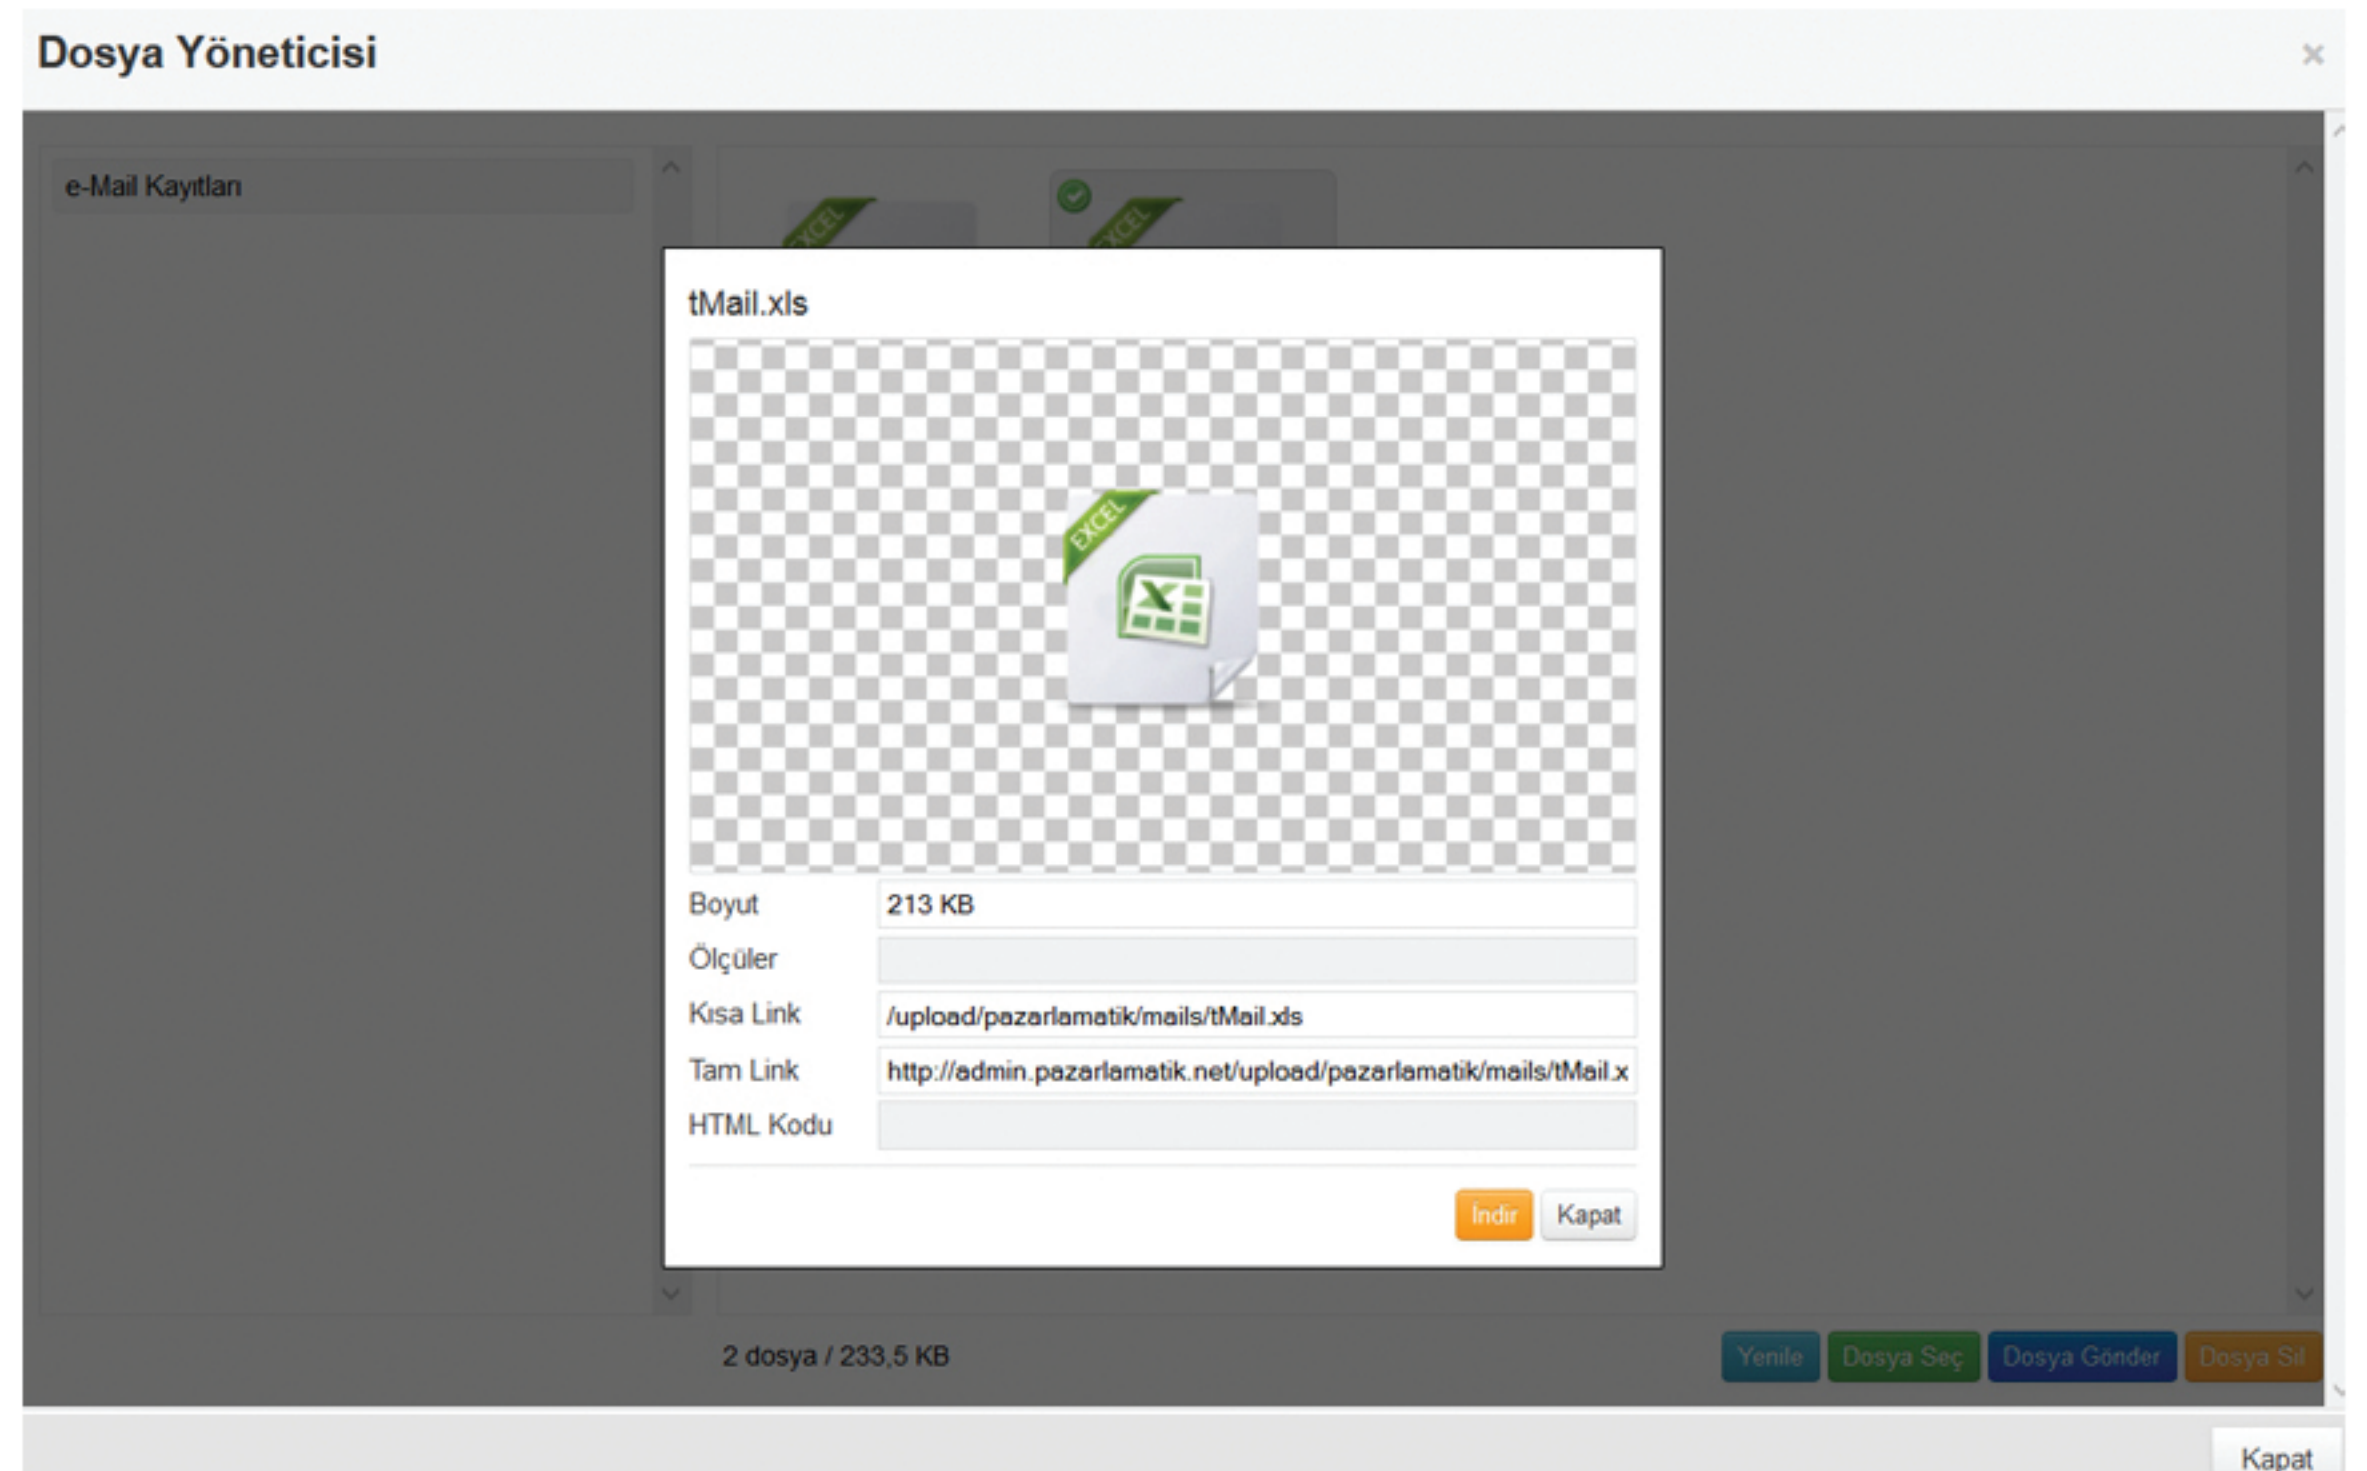 Dosya Yöneticisi
×
e-Mail Kayıtları
EXCEL
EXCEL
tMail.xls
EXCEL
Boyut 213 KB
Ölçüler
Kısa Link /upload/pazarlamatik/mails/tMail.xls
Tam Link http://admin.pazarlamatik.net/upload/pazarlamatik/mails/tMail.x
HTML Kodu
İndir Kapat
2 dosya / 233,5 KB
Yenile Dosya Seç Dosya Gönder Dosya Sil
Kapat